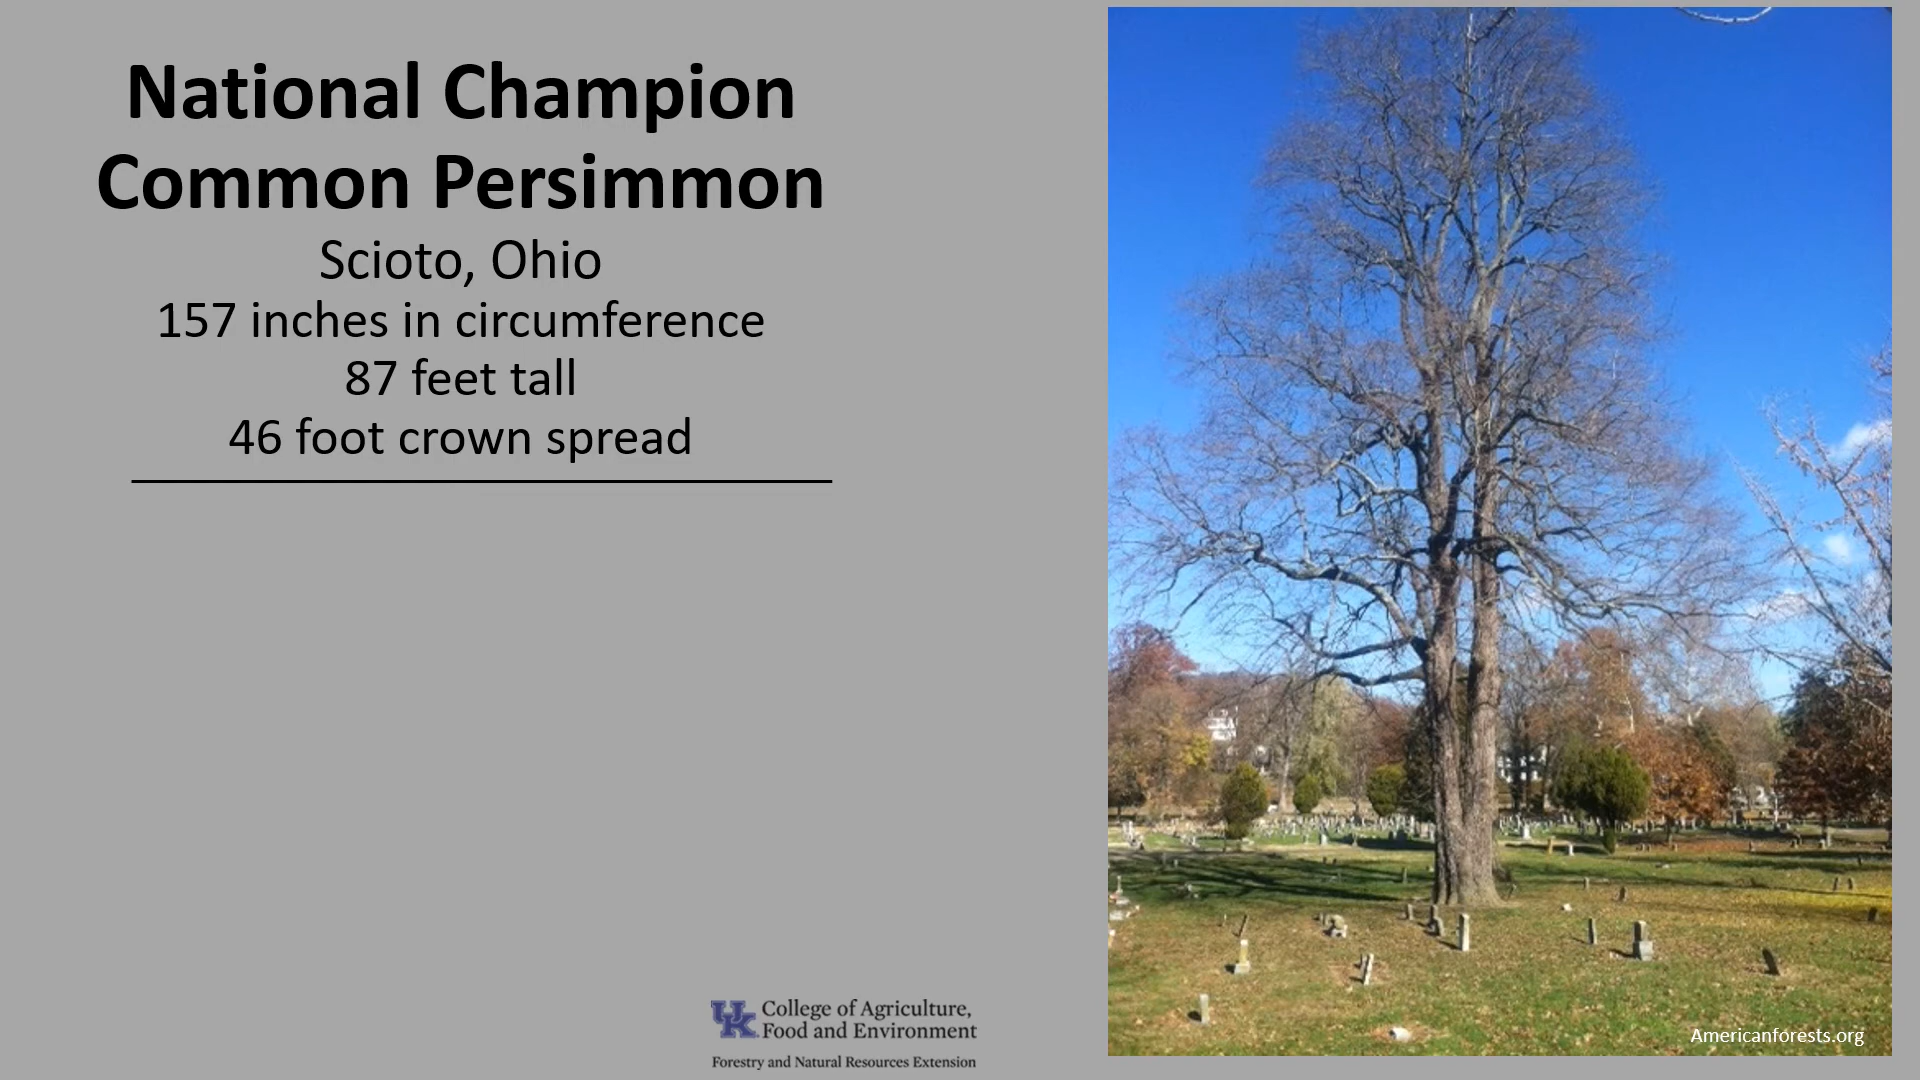 National Champion
Common Persimmon
Scioto, Ohio
157 inches in circumference
87 feet tall
46 foot crown spread
UK College of Agriculture,
Food and Environment
Forestry and Natural Resources Extension
Americanforests.org